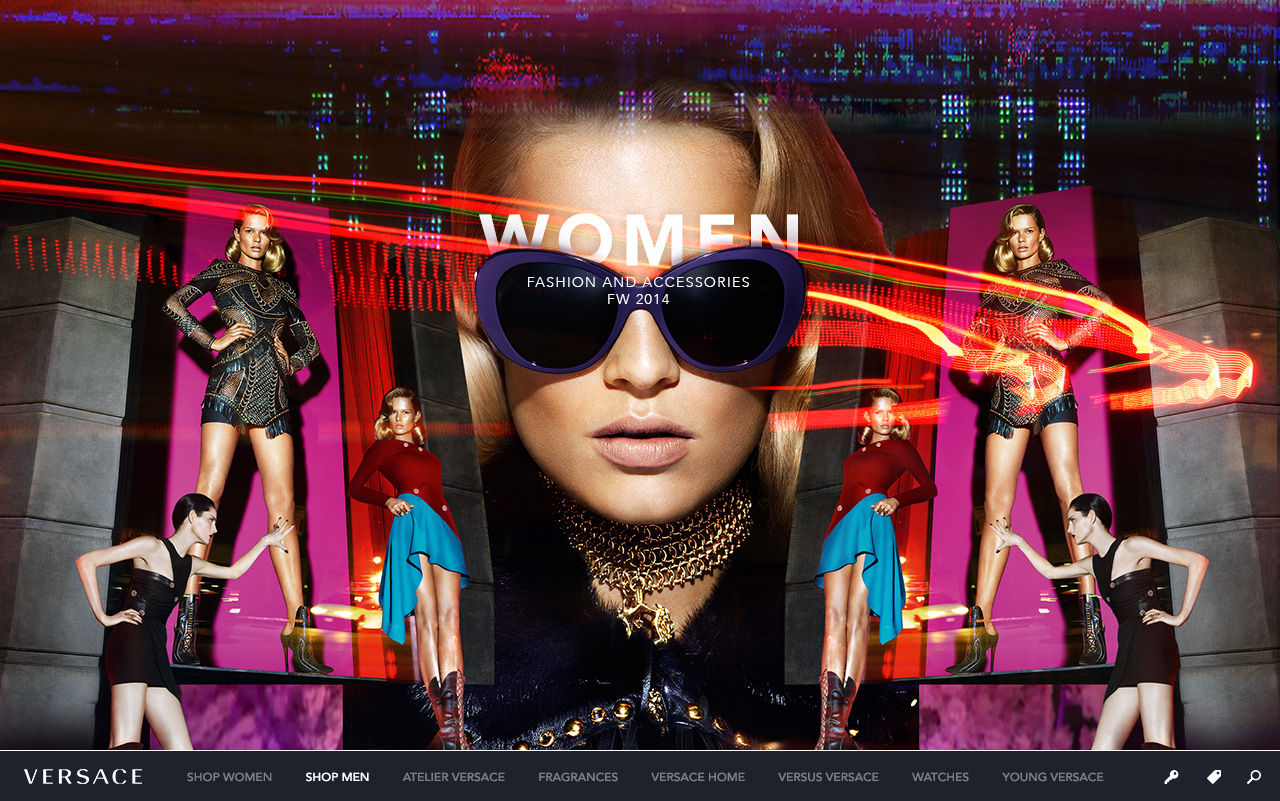 WOMEN
FASHION AND ACCESSORIES
FW 2014
VERSACE SHOP WOMEN SHOP MEN ATELIER VERSACE FRAGRANCES VERSACE HOME VERSUS VERSACE WATCHES YOUNG VERSACE